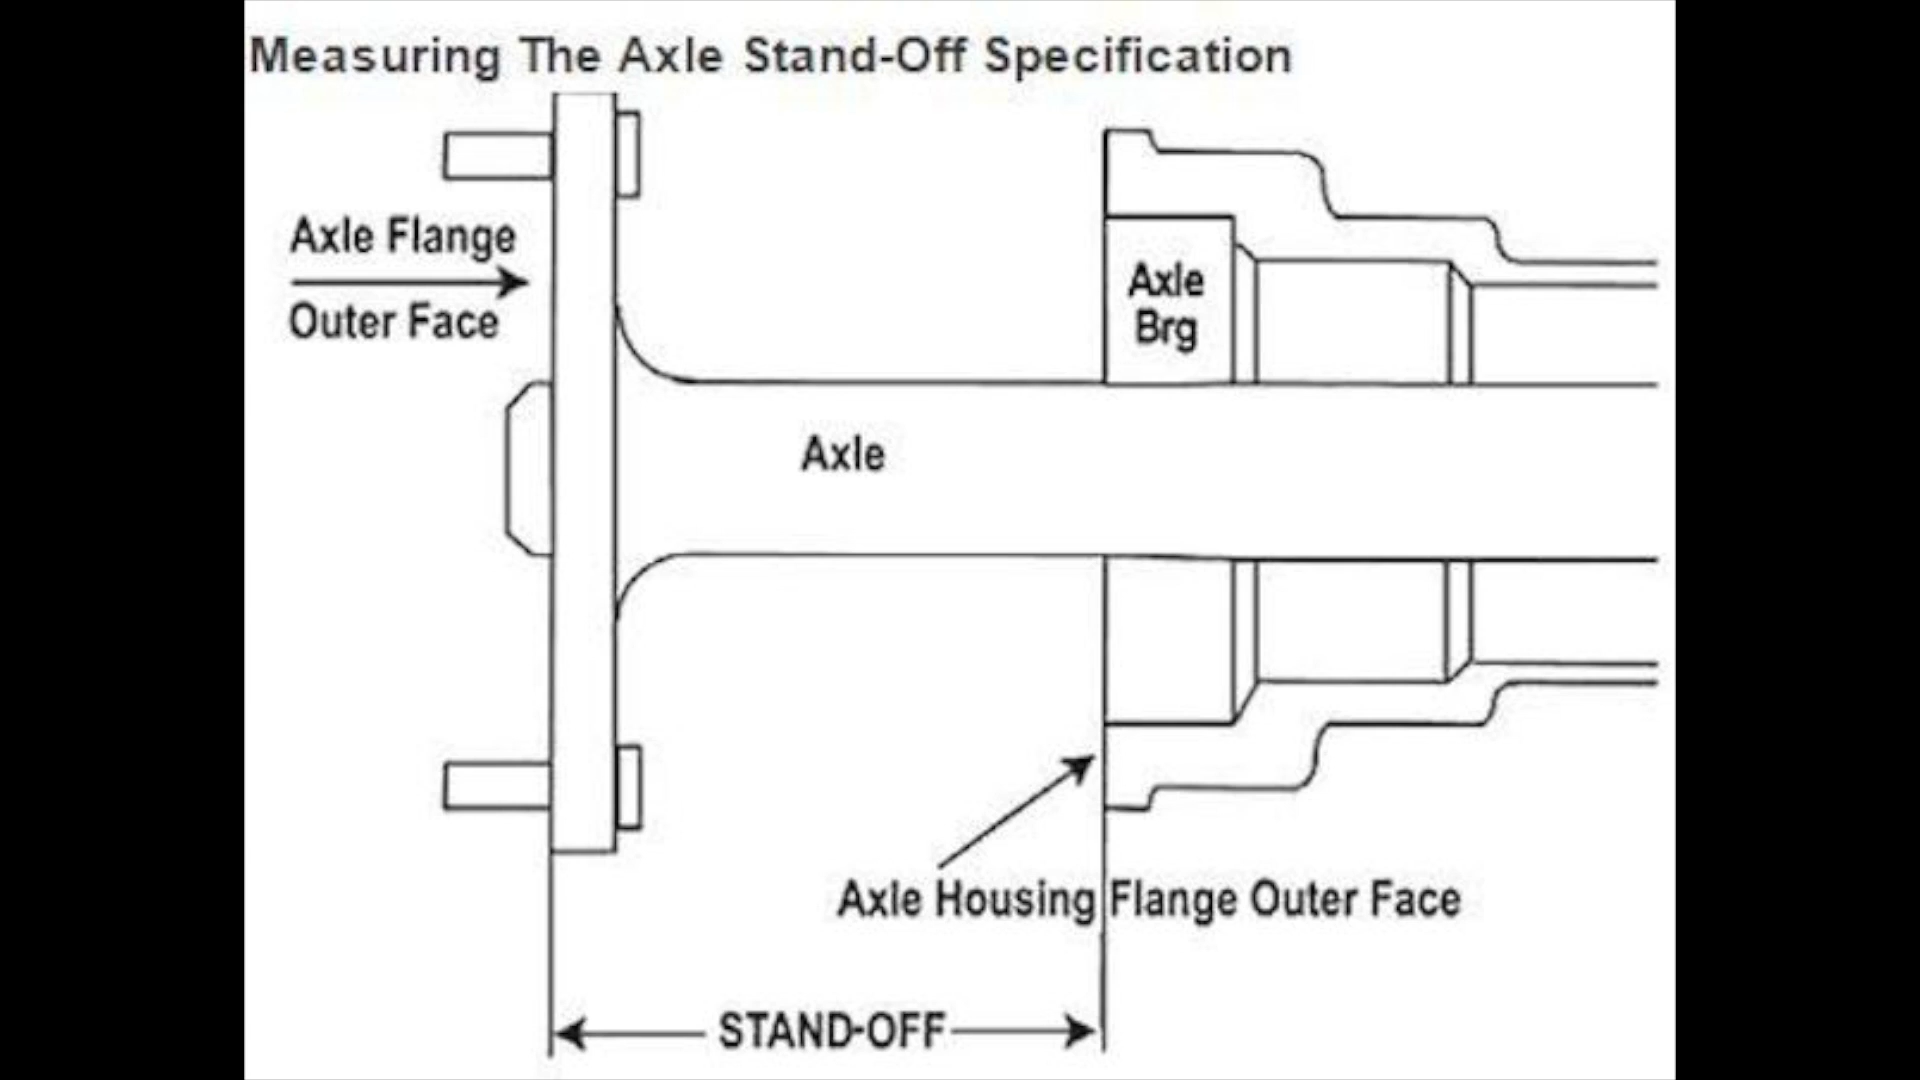 Measuring The Axle Stand-Off Specification
Axle Flange
Outer Face
Axle
Brg
Axle
Axle Housing Flange Outer Face
STAND-OFF